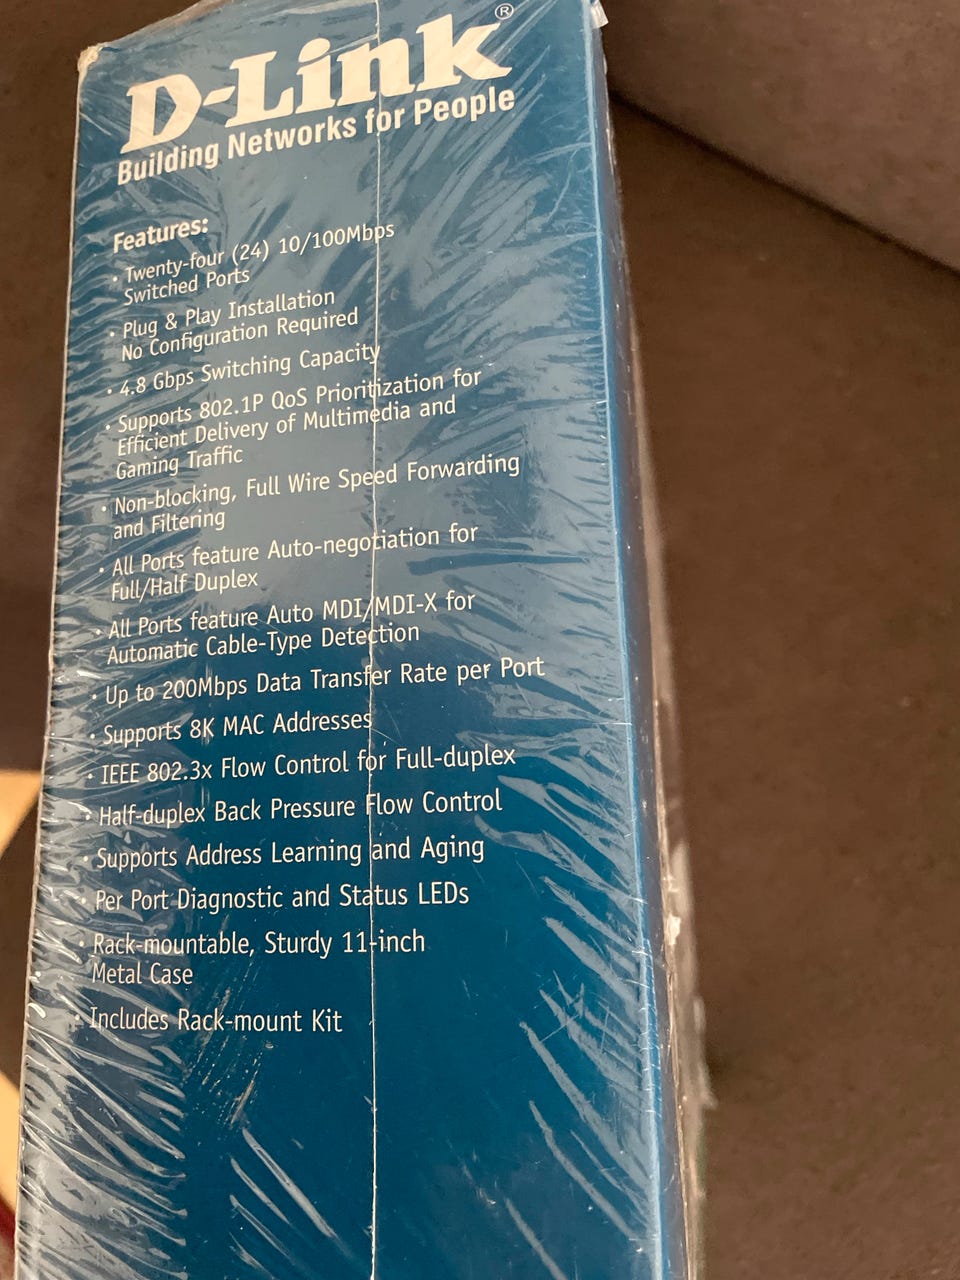 D-Link®
Building Networks for People
Features:
· Twenty-four (24) 10/100Mbps
Switched Ports
· Plug & Play Installation
No Configuration Required
· 4.8 Gbps Switching Capacity
· Supports 802.1P QoS Prioritization for
Efficient Delivery of Multimedia and
Gaming Traffic
· Non-blocking, Full Wire Speed Forwarding
and Filtering
· All Ports feature Auto-negotiation for
Full/Half Duplex
· All Ports feature Auto MDI/MDI-X for
Automatic Cable-Type Detection
· Up to 200Mbps Data Transfer Rate per Port
· Supports 8K MAC Addresses
· IEEE 802.3x Flow Control for Full-duplex
· Half-duplex Back Pressure Flow Control
· Supports Address Learning and Aging
· Per Port Diagnostic and Status LEDs
· Rack-mountable, Sturdy 11-inch
Metal Case
· Includes Rack-mount Kit